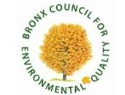 BRONX COUNCIL FOR
ENVIRONMENTAL QUALITY